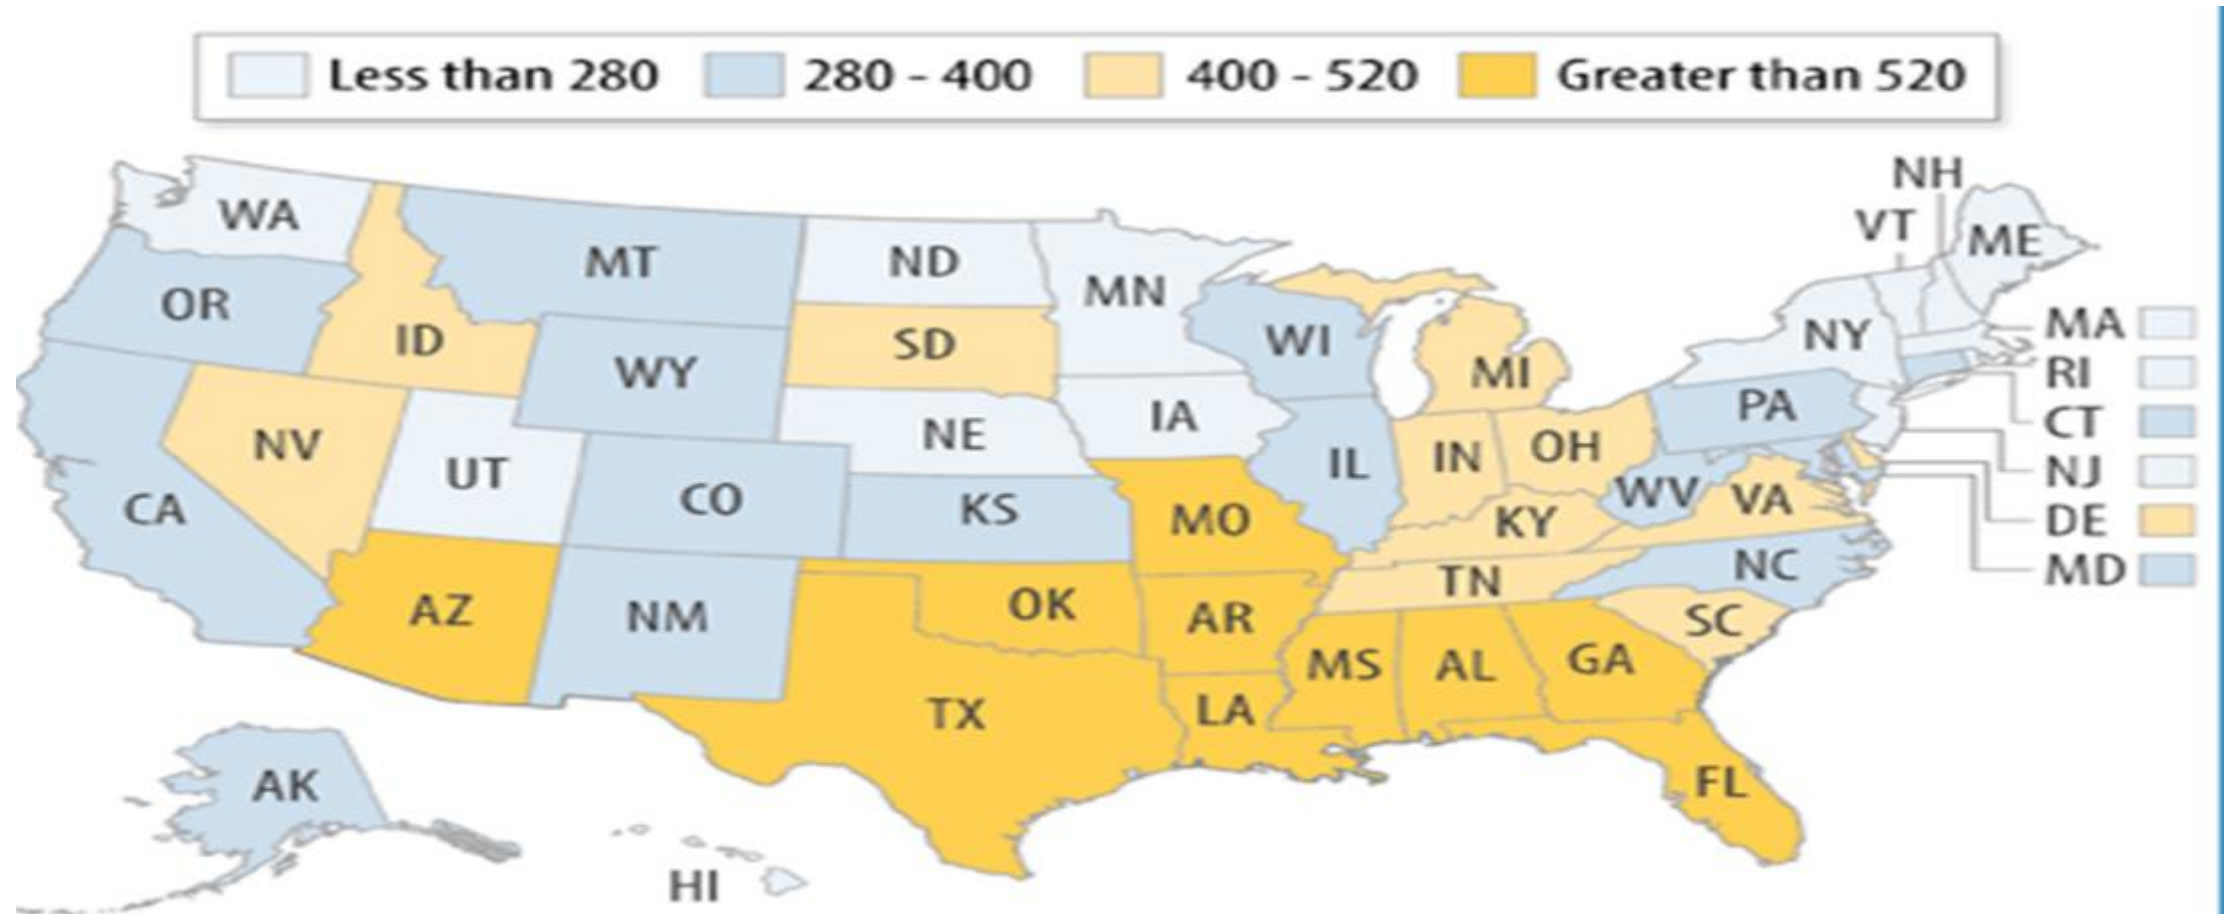 Less than 280
280 - 400
400 - 520
Greater than 520
NH
VT
ME
WA
MT
ND
MN
OR
ID
SD
WI
MI
NY
MA
WY
RI
NV
UT
NE
IA
PA
CT
CA
CO
KS
IL
IN
OH
NJ
WV
VA
DE
MO
KY
MD
AZ
NM
OK
AR
TN
NC
SC
TX
LA
MS
AL
GA
AK
FL
HI